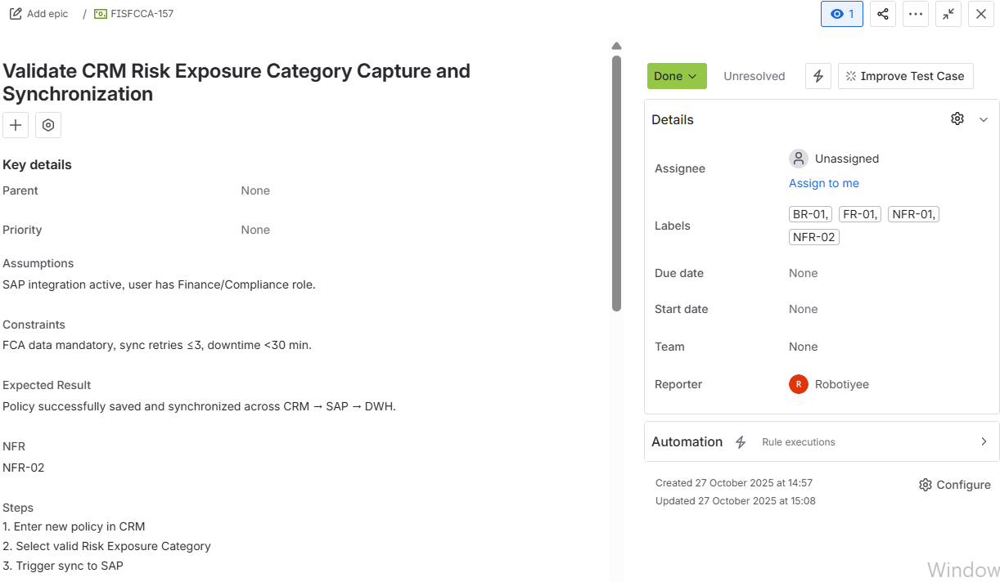 Add epic / FISFCCA-157
1
Validate CRM Risk Exposure Category Capture and
Synchronization
Key details
Parent None
Priority None
Assumptions
SAP integration active, user has Finance/Compliance role.
Constraints
FCA data mandatory, sync retries ≤3, downtime <30 min.
Expected Result
Policy successfully saved and synchronized across CRM → SAP → DWH.
NFR
NFR-02
Steps
1. Enter new policy in CRM
2. Select valid Risk Exposure Category
3. Trigger sync to SAP
Done Unresolved Improve Test Case
Details
Assignee Unassigned
Assign to me
Labels BR-01, FR-01, NFR-01,
NFR-02
Due date None
Start date None
Team None
Reporter R Robotiyee
Automation Rule executions
Created 27 October 2025 at 14:57
Updated 27 October 2025 at 15:08
Configure
Window